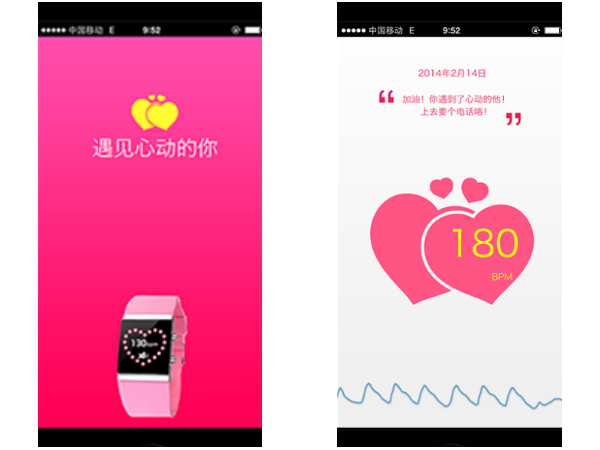 中国移动 E 9:52
遇见心动的你
130bpm
中国移动 E 9:52
2014年2月14日
“加油！你遇到了心动的他！
上去要个电话咯！”
180
BPM